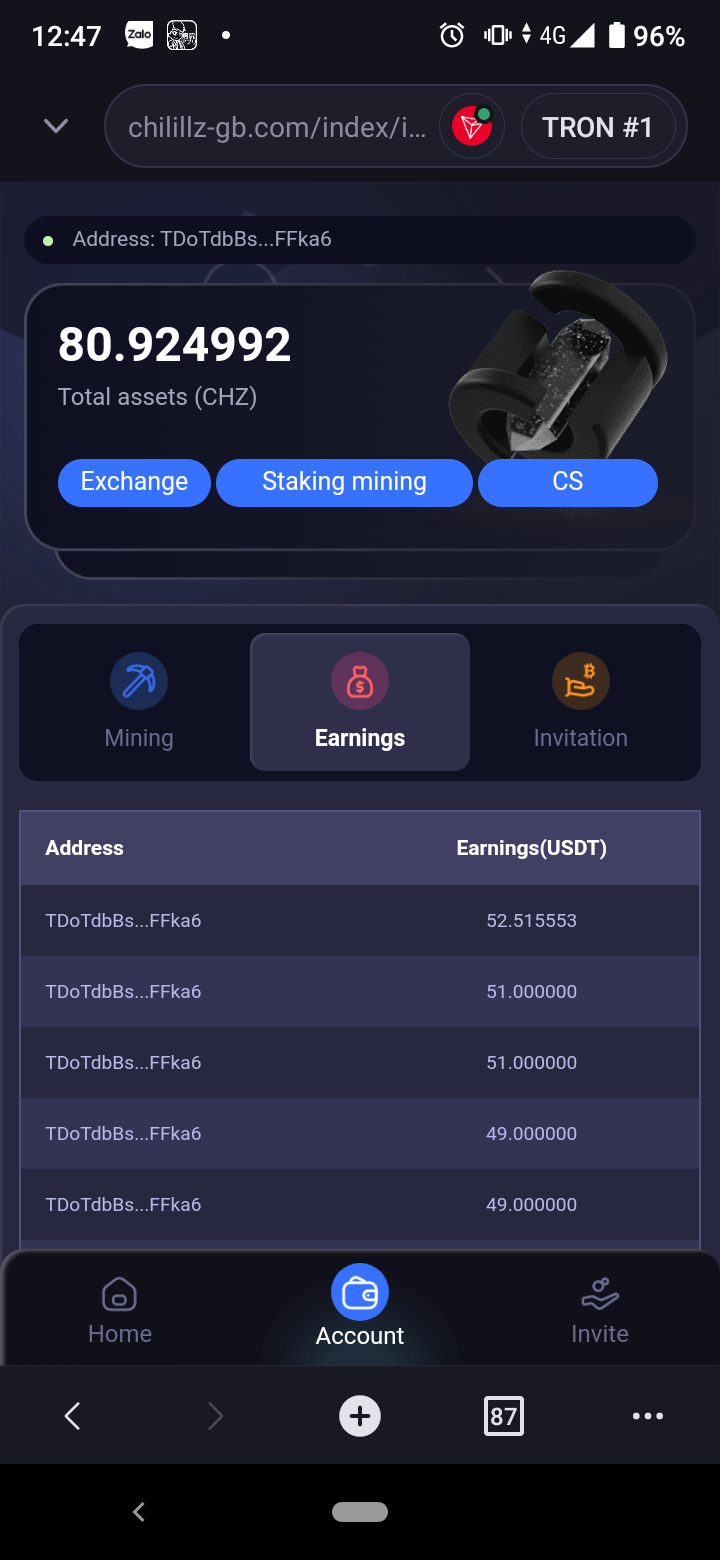 12:47 Zalo 4G 96%
chilillz-gb.com/index/i... TRON #1
Address: TDoTdbBs...FFka6
80.924992
Total assets (CHZ)
Exchange Staking mining CS
Mining Earnings Invitation
Address Earnings(USDT)
TDoTdbBs...FFka6 52.515553
TDoTdbBs...FFka6 51.000000
TDoTdbBs...FFka6 51.000000
TDoTdbBs...FFka6 49.000000
TDoTdbBs...FFka6 49.000000
Home Account Invite
87